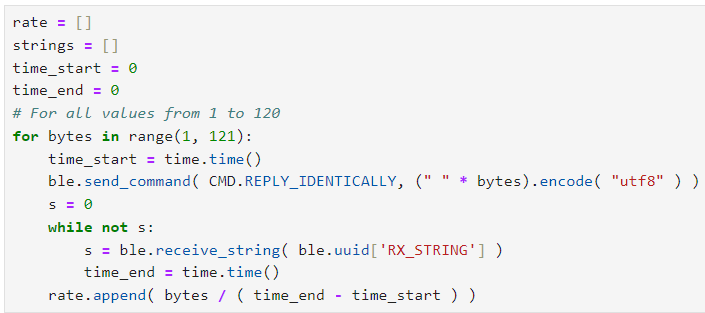 rate = []
strings = []
time_start = 0
time_end = 0
# For all values from 1 to 120
for bytes in range(1, 121):
    time_start = time.time()
    ble.send_command( CMD.REPLY_IDENTICALLY, (" " * bytes).encode( "utf8" ) )
    s = 0
    while not s:
        s = ble.receive_string( ble.uuid['RX_STRING'] )
        time_end = time.time()
    rate.append( bytes / ( time_end - time_start ) )